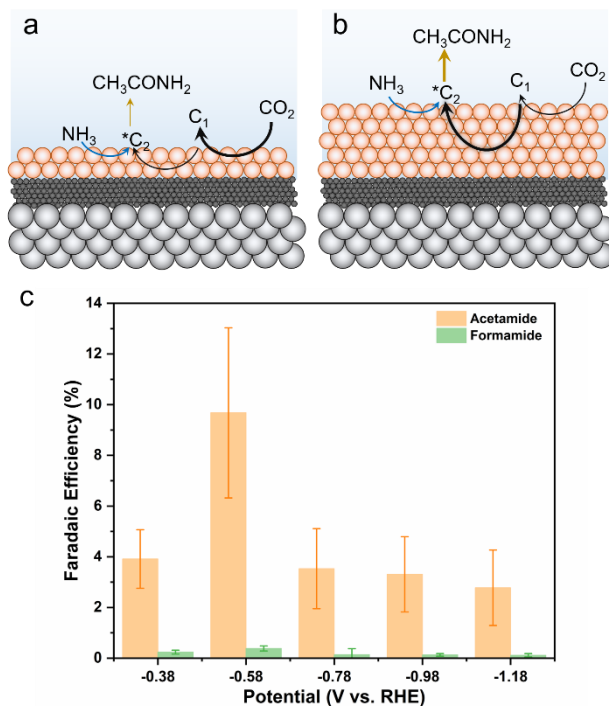 a
CH₃CONH₂
NH₃
*C₂
C₁
CO₂
b
CH₃CONH₂
NH₃
*C₂
C₁
CO₂
c
Faradaic Efficiency (%)
14
12
10
8
6
4
2
0
Acetamide
Formamide
-0.38 -0.58 -0.78 -0.98 -1.18
Potential (V vs. RHE)